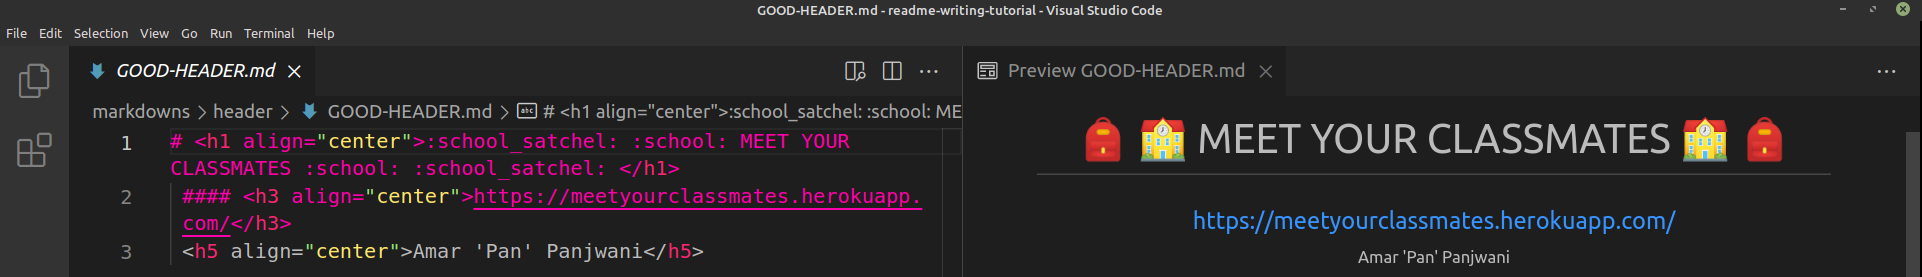 GOOD-HEADER.md - readme-writing-tutorial - Visual Studio Code
File Edit Selection View Go Run Terminal Help
GOOD-HEADER.md
Preview GOOD-HEADER.md
markdowns > header > GOOD-HEADER.md > abc # <h1 align="center">:school_satchel: :school: ME
1 # <h1 align="center">:school_satchel: :school: MEET YOUR
CLASSMATES :school: :school_satchel: </h1>
2 #### <h3 align="center">https://meetyourclassmates.herokuapp.
com/</h3>
3 <h5 align="center">Amar 'Pan' Panjwani</h5>
🎒 🏫 MEET YOUR CLASSMATES 🏫 🎒
https://meetyourclassmates.herokuapp.com/
Amar 'Pan' Panjwani